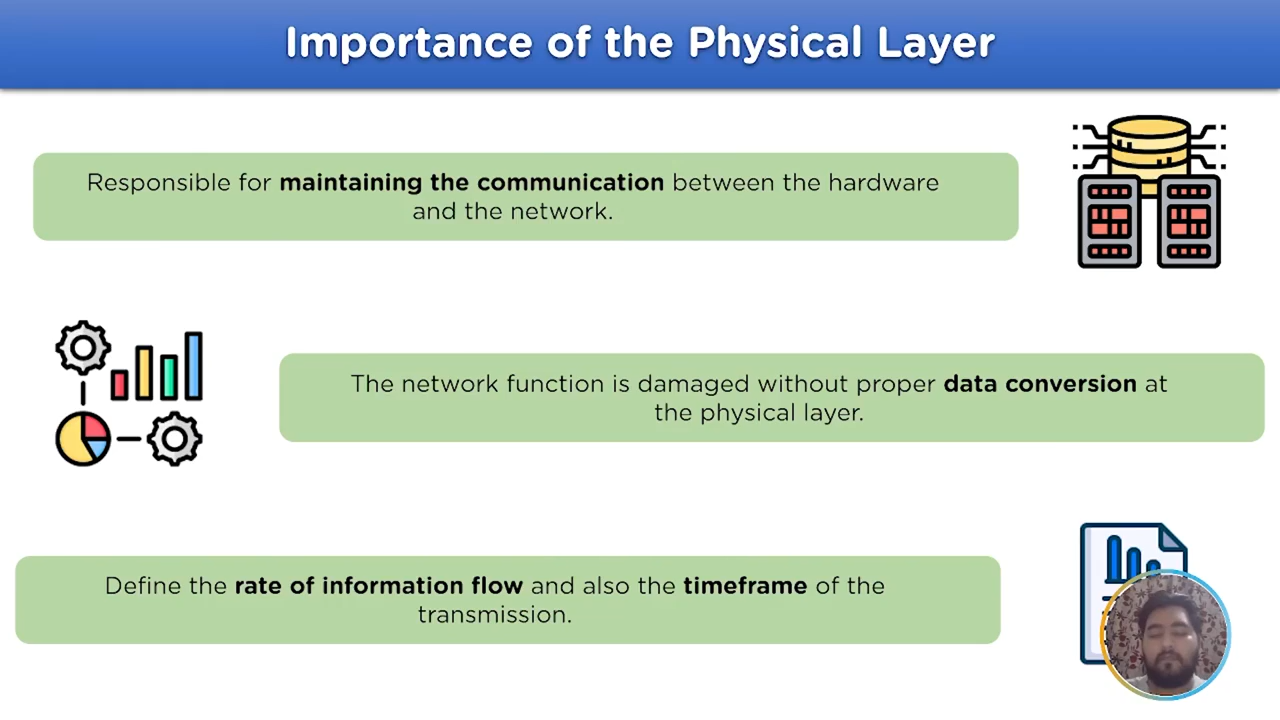 Importance of the Physical Layer
Responsible for maintaining the communication between the hardware
and the network.
The network function is damaged without proper data conversion at
the physical layer.
Define the rate of information flow and also the timeframe of the
transmission.